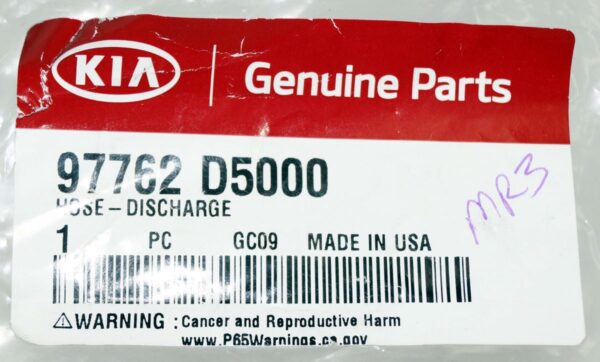 KIA Genuine Parts
97762 D5000
HOSE-DISCHARGE
MR3
1 PC GC09 MADE IN USA
⚠WARNING : Cancer and Reproductive Harm
www.P65Warnings.ca.gov